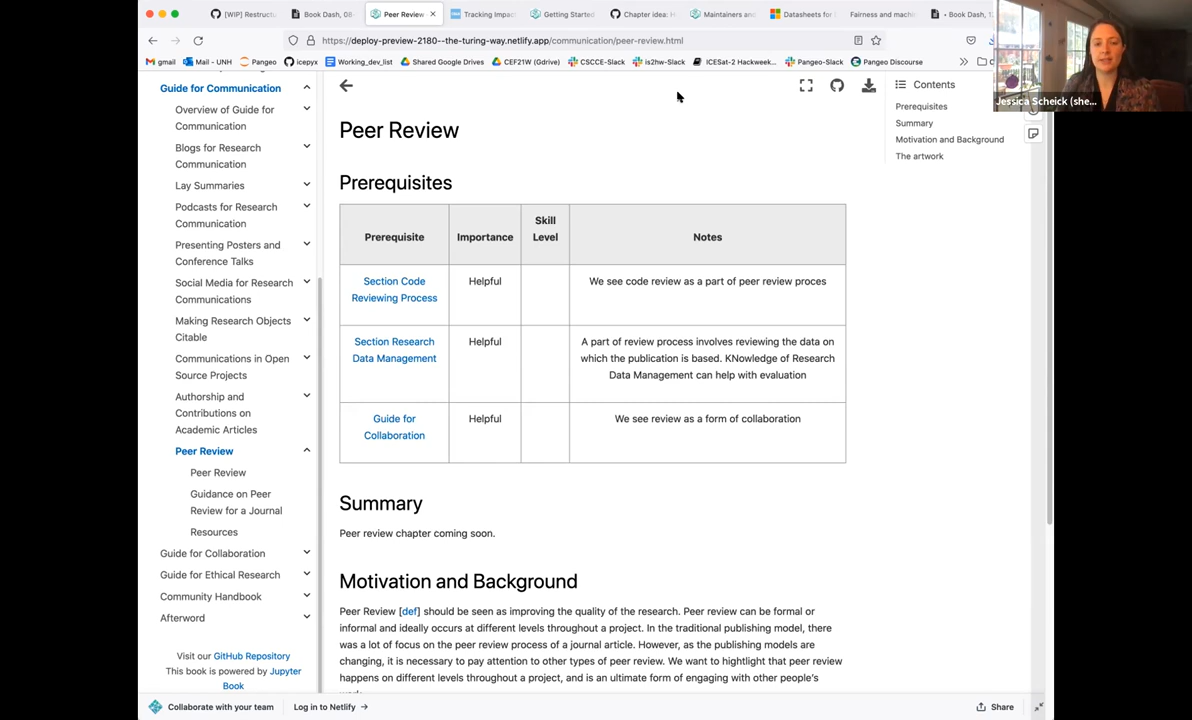 [WIP] Restructu
Book Dash, 08-
Peer Review
Tracking Impac
Getting Started
Chapter idea: H
Maintainers and
Datasheets for
Fairness and machi
• Book Dash, 
https://deploy-preview-2180--the-turing-way.netlify.app/communication/peer-review.html
gmail
Mail - UNH
Pangeo
icepyx
Working_dev_list
Shared Google Drives
CEF21W (Gdrive)
CSCCE-Slack
is2hw-Slack
ICESat-2 Hackweek...
Pangeo-Slack
Pangeo Discourse
Jessica Scheick (she...
Guide for Communication
Overview of Guide for
Communication
Blogs for Research
Communication
Lay Summaries
Podcasts for Research
Communication
Presenting Posters and
Conference Talks
Social Media for Research
Communications
Making Research Objects
Citable
Communications in Open
Source Projects
Authorship and
Contributions on
Academic Articles
Peer Review
Peer Review
Guidance on Peer
Review for a Journal
Resources
Guide for Collaboration
Guide for Ethical Research
Community Handbook
Afterword
Visit our GitHub Repository
This book is powered by Jupyter
Book
Peer Review
Prerequisites
Prerequisite
Importance
Skill
Level
Notes
Section Code
Reviewing Process
Helpful
We see code review as a part of peer review proces
Section Research
Data Management
Helpful
A part of review process involves reviewing the data on
which the publication is based. KNowledge of Research
Data Management can help with evaluation
Guide for
Collaboration
Helpful
We see review as a form of collaboration
Summary
Peer review chapter coming soon.
Motivation and Background
Peer Review [def] should be seen as improving the quality of the research. Peer review can be formal or
informal and ideally occurs at different levels throughout a project. In the traditional publishing model, there
was a lot of focus on the peer review process of a journal article. However, as the publishing models are
changing, it is necessary to pay attention to other types of peer review. We want to hightlight that peer review
happens on different levels throughout a project, and is an ultimate form of engaging with other people's
Contents
Prerequisites
Summary
Motivation and Background
The artwork
Collaborate with your team
Log in to Netlify
Share